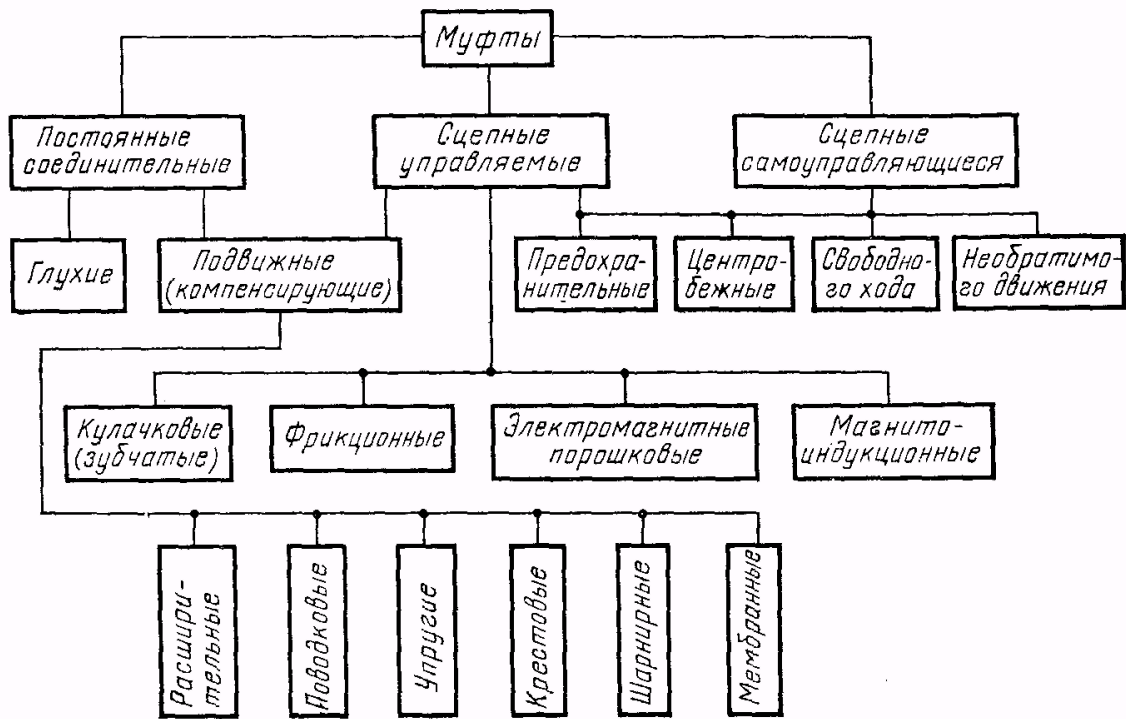 Муфты
Постоянные
соединительные
Сцепные
управляемые
Сцепные
самоуправляющиеся
Глухие
Подвижные
(компенсирующие)
Предохра-
нительные
Центро-
бежные
Свободно-
го хода
Необратимо-
го движения
Кулачковые
(зубчатые)
Фрикционные
Электромагнитные
порошковые
Магнито-
индукционные
Расшири-
тельные
Поводковые
Упругие
Крестовые
Шарнирные
Мембранные